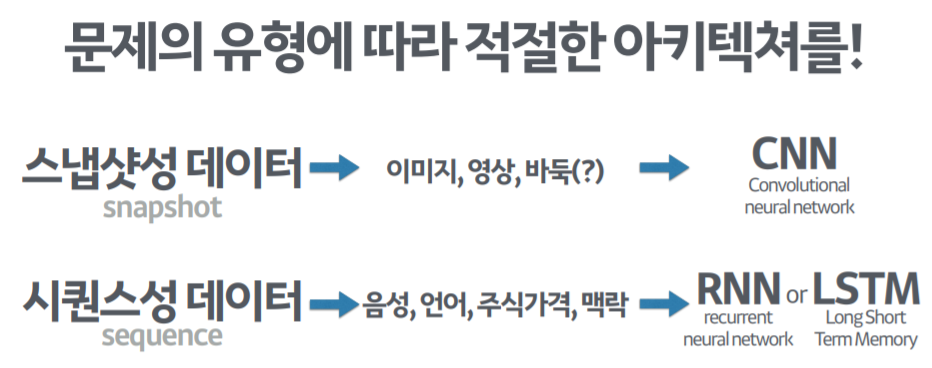 문제의 유형에 따라 적절한 아키텍쳐를!
스냅샷성 데이터
snapshot
이미지, 영상, 바둑(?)
CNN
Convolutional
neural network
시퀀스성 데이터
sequence
음성, 언어, 주식가격, 맥락
RNN or LSTM
recurrent
neural network
Long Short
Term Memory